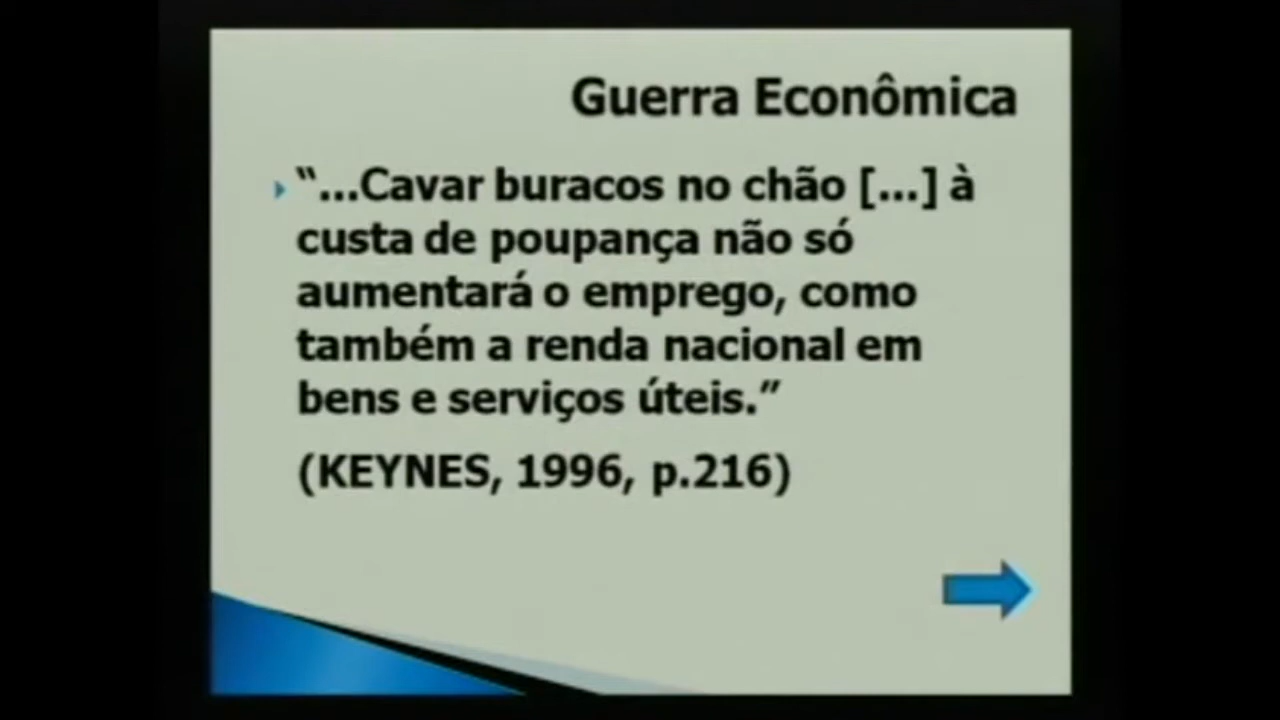 Guerra Econômica
“...Cavar buracos no chão [...] à
custa de poupança não só
aumentará o emprego, como
também a renda nacional em
bens e serviços úteis.”
(KEYNES, 1996, p.216)